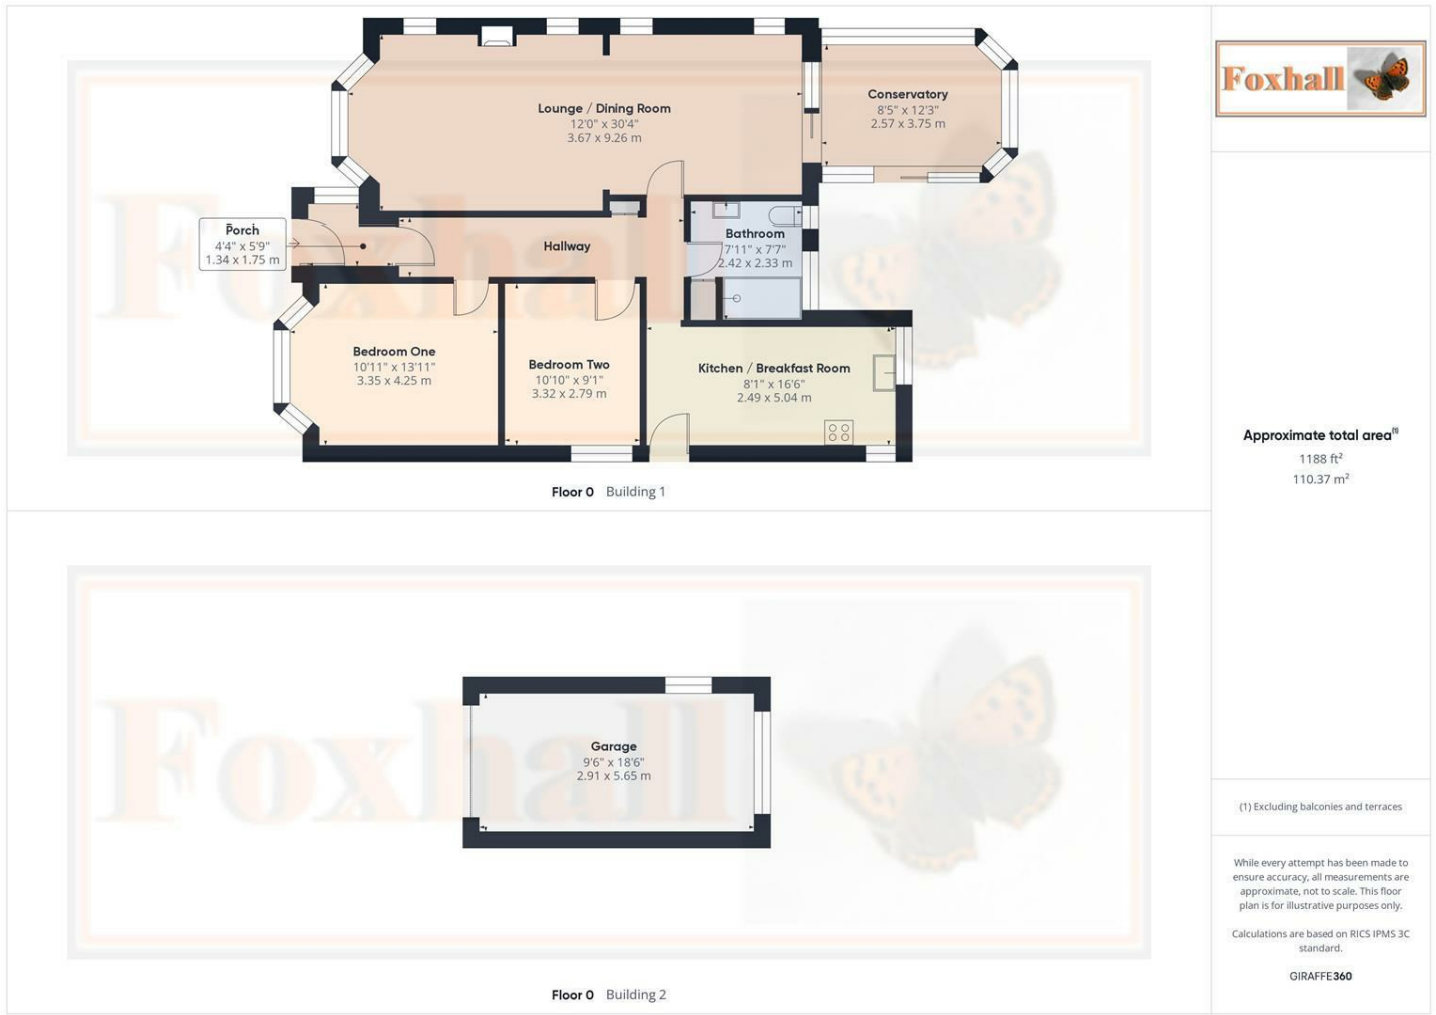 Lounge / Dining Room
12'0" x 30'4"
3.67 x 9.26 m
Conservatory
8'5" x 12'3"
2.57 x 3.75 m
Porch
4'4" x 5'9"
1.34 x 1.75 m
Hallway
Bathroom
7'11" x 7'7"
2.42 x 2.33 m
Bedroom One
10'11" x 13'11"
3.35 x 4.25 m
Bedroom Two
10'10" x 9'1"
3.32 x 2.79 m
Kitchen / Breakfast Room
8'1" x 16'6"
2.49 x 5.04 m
Foxhall
Floor 0 Building 1
Garage
9'6" x 18'6"
2.91 x 5.65 m
Foxhall
Floor 0 Building 2
Foxhall
Approximate total area(1)
1188 ft²
110.37 m²
(1) Excluding balconies and terraces
While every attempt has been made to
ensure accuracy, all measurements are
approximate, not to scale. This floor
plan is for illustrative purposes only.
Calculations are based on RICS IPMS 3C
standard.
GIRAFFE360